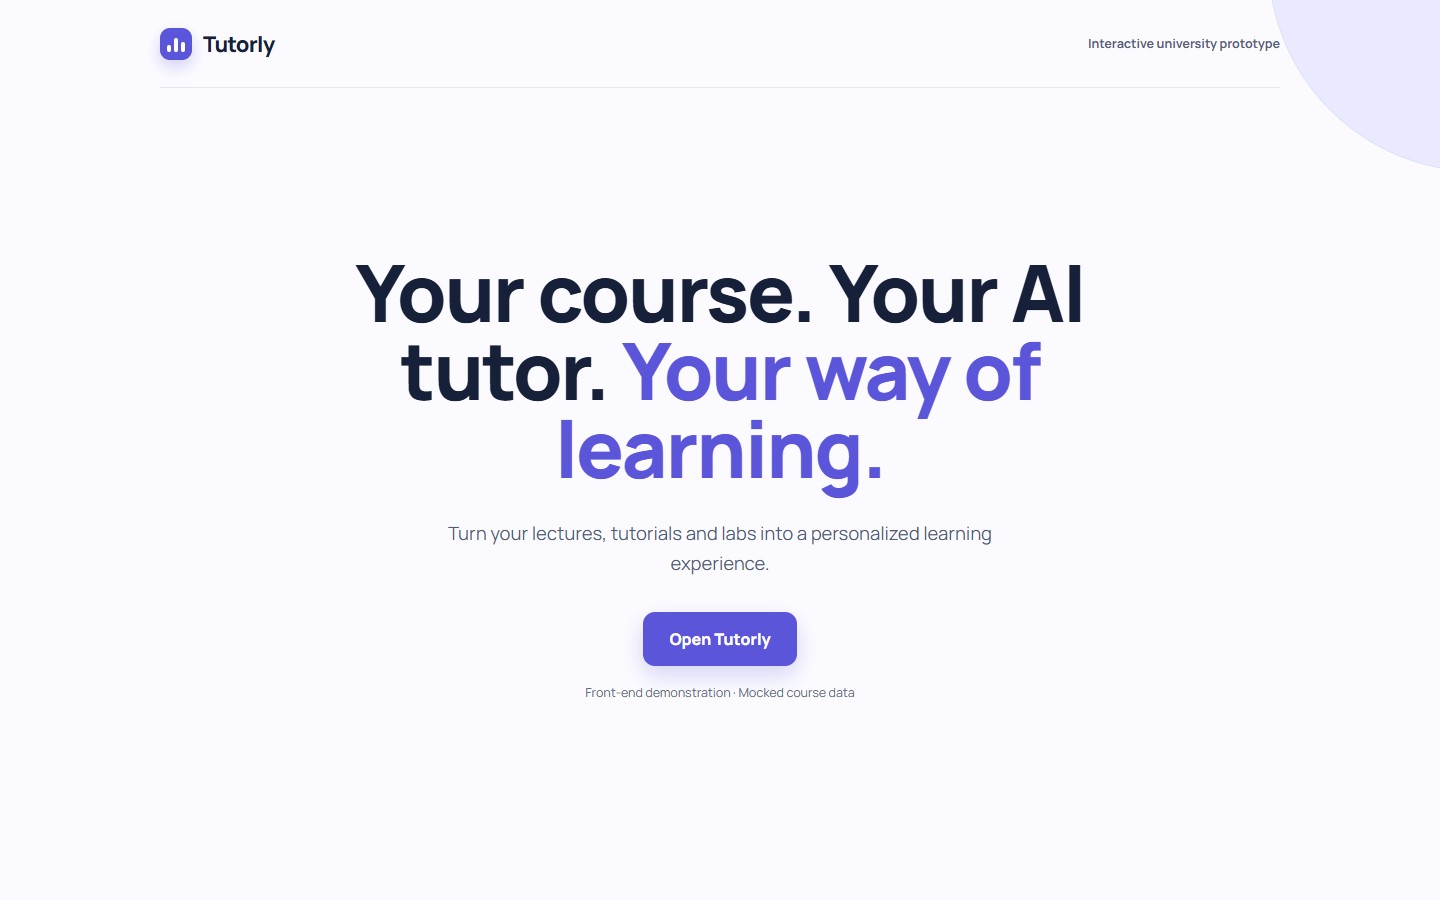 Tutorly
Interactive university prototype
Your course. Your AI
tutor. Your way of
learning.
Turn your lectures, tutorials and labs into a personalized learning
experience.
Open Tutorly
Front-end demonstration · Mocked course data